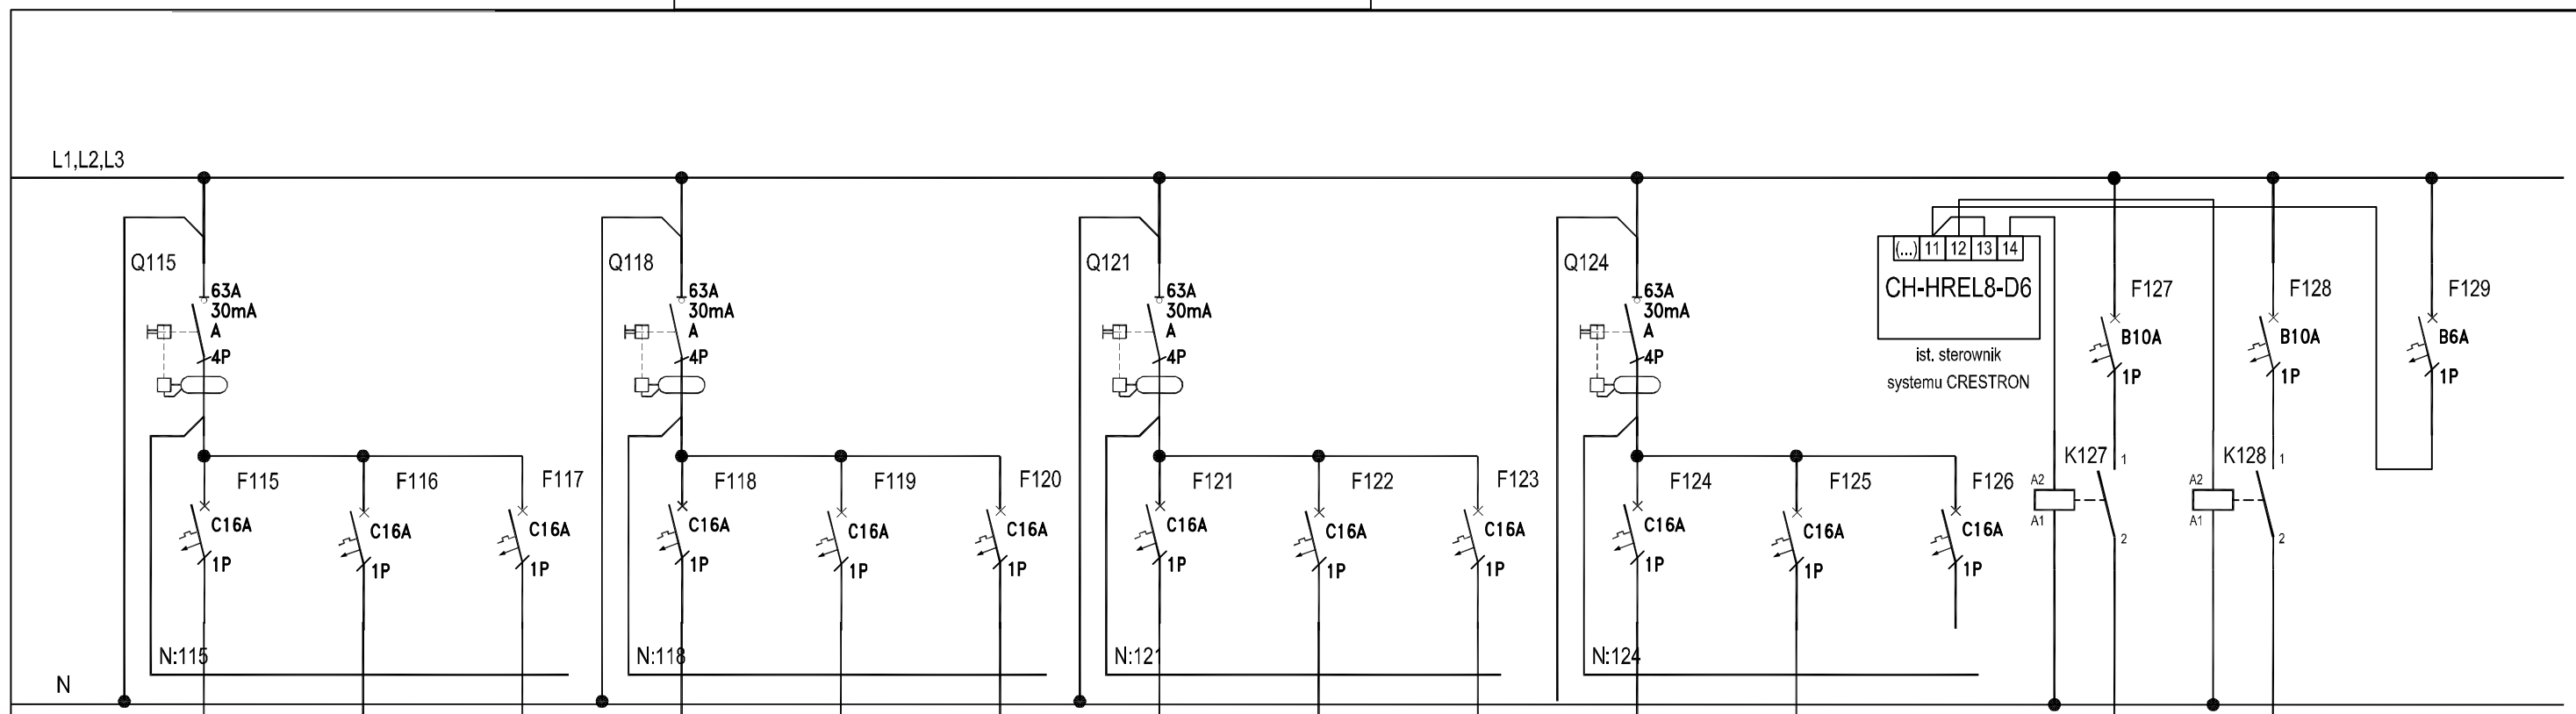 L1,L2,L3
Q115
63A
30mA
A
4P
Q118
63A
30mA
A
4P
Q121
63A
30mA
A
4P
Q124
63A
30mA
A
4P
(...) 11 12 13 14
CH-HREL8-D6
ist. sterownik
systemu CRESTRON
F127
B10A
1P
F128
B10A
1P
F129
B6A
1P
F115
C16A
1P
F116
C16A
1P
F117
C16A
1P
F118
C16A
1P
F119
C16A
1P
F120
C16A
1P
F121
C16A
1P
F122
C16A
1P
F123
C16A
1P
F124
C16A
1P
F125
C16A
1P
F126
C16A
1P
K127
1
A2
A1
2
K128
1
A2
A1
2
N:115
N:118
N:121
N:124
N